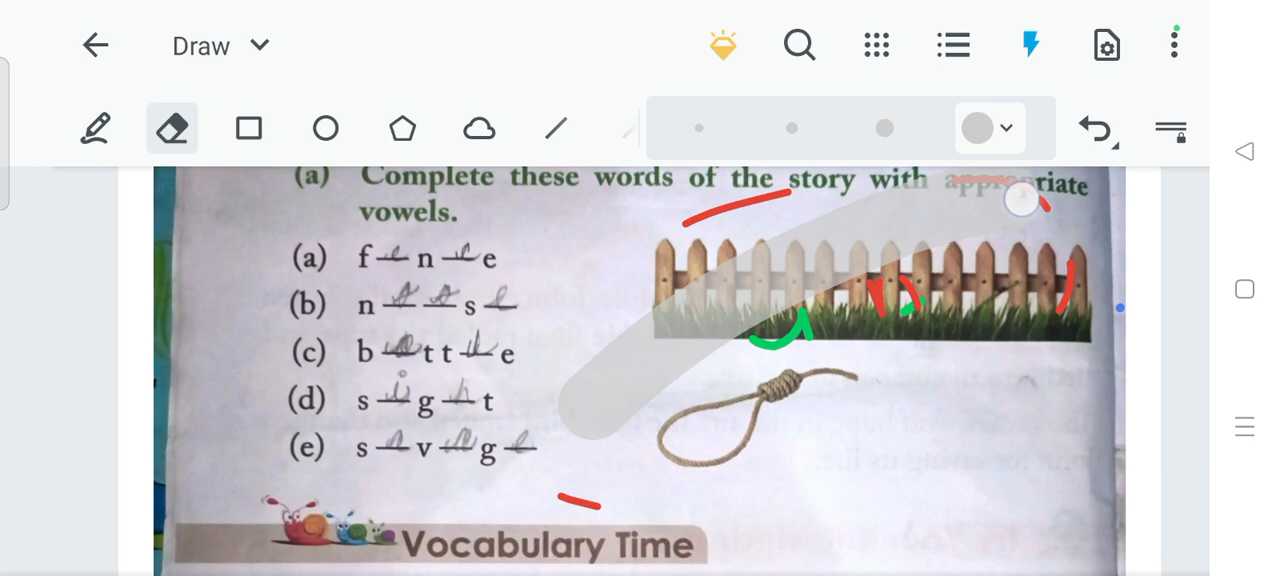 Draw
(a) Complete these words of the story with appropriate
vowels.
(a) f e n c e
(b) n o o s e
(c) b tt e
(d) s i g h t
(e) s a v g e
Vocabulary Time